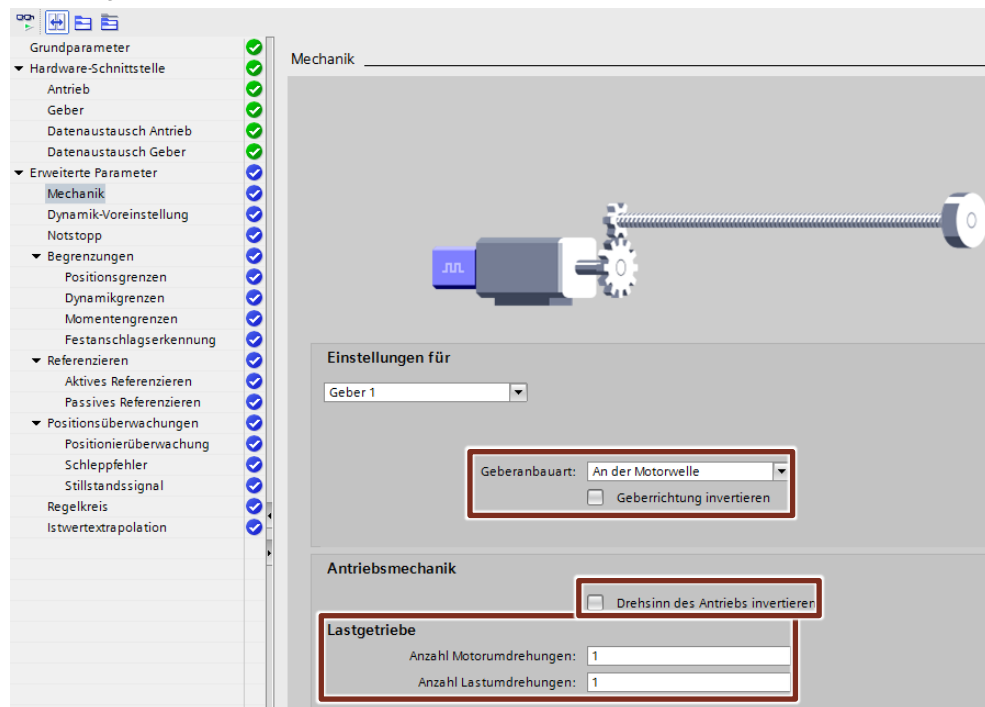 Grundparameter
Hardware-Schnittstelle
Antrieb
Geber
Datenaustausch Antrieb
Datenaustausch Geber
Erweiterte Parameter
Mechanik
Dynamik-Voreinstellung
Notstopp
Begrenzungen
Positionsgrenzen
Dynamikgrenzen
Momentengrenzen
Festanschlagserkennung
Referenzieren
Aktives Referenzieren
Passives Referenzieren
Positionsüberwachungen
Positionierüberwachung
Schleppfehler
Stillstandssignal
Regelkreis
Istwertextrapolation
Mechanik
Einstellungen für
Geber 1
Geberanbauart: An der Motorwelle
Geberrichtung invertieren
Antriebsmechanik
Drehsinn des Antriebs invertieren
Lastgetriebe
Anzahl Motorumdrehungen: 1
Anzahl Lastumdrehungen: 1